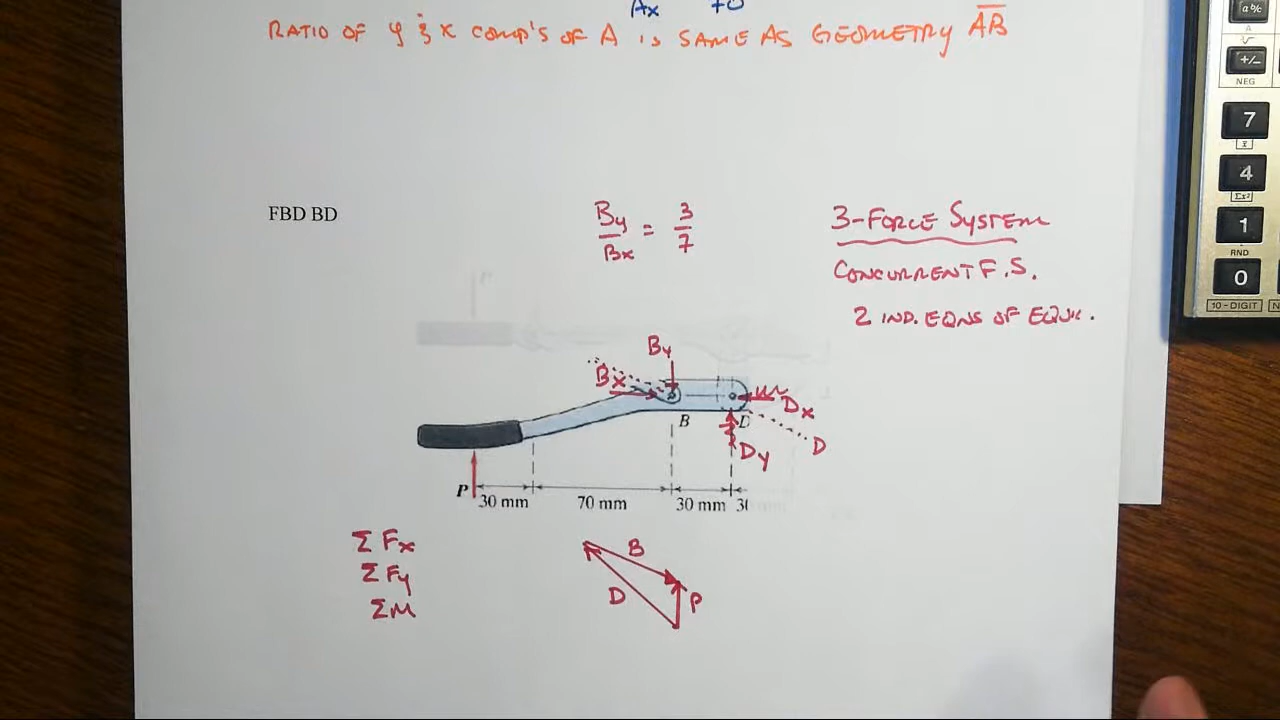 Ax 70
RATIO OF y & x COMP'S OF A IS SAME AS GEOMETRY AB
FBD BD
By/Bx = 3/7
3-FORCE SYSTEM
CONCURRENT F.S.
2 IND. EQNS OF EQUIL.
By
Bx
Dx
B
D
D
Dy
P
30 mm
70 mm
30 mm
ΣFx
ΣFy
ΣM
B
D
P
a%
A
√
+/-
NEG
7
x̄
4
Σx²
1
RND
0
10-DIGIT